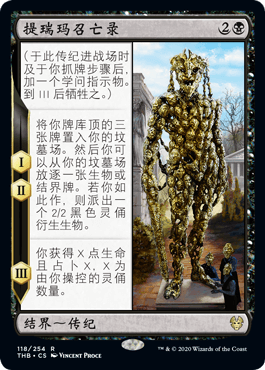 提瑞玛召亡录 2
（于此传纪进战场时
及于你抓牌步骤后，
加一个学问指示物。
到 III 后牺牲之。）
I
II
将你牌库顶的三
张牌置入你的坟
墓场。然后你可
以从你的坟墓场
放逐一张生物或
结界牌。若你如
此作，则派出一
个 2/2 黑色灵俑
衍生生物。
III
你获得 X 点生命
且占卜 X，X 为
由你操控的灵俑
数量。
结界～传纪
118/254 R
THB • CS VINCENT PROCE
™ & © 2020 Wizards of the Coast